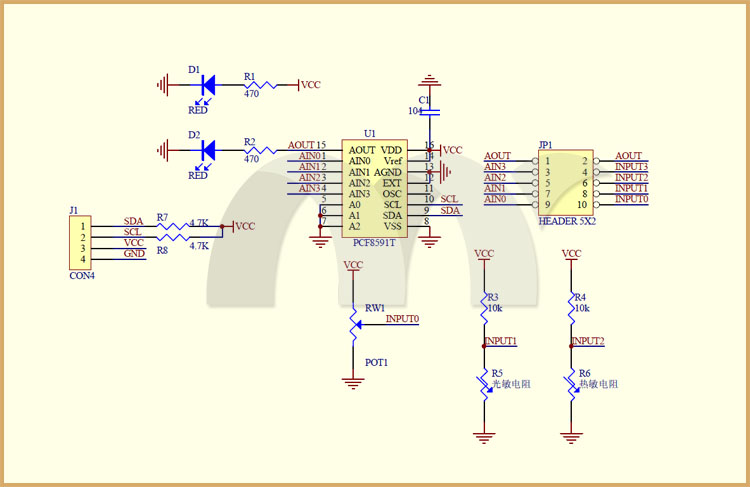 D1
R1
VCC
470
RED
D2
R2
470
RED
C1
104
U1
AOUT 15
AIN0 1
AIN1 2
AIN2 3
AIN3 4
5
6
7
AOUT
AIN0
AIN1
AIN2
AIN3
A0
A1
A2
VDD
Vref
AGND
EXT
OSC
SCL
SDA
VSS
16
14
13
12
11
10
9
8
VCC
SCL
SDA
PCF8591T
JP1
AOUT 1 2 AOUT
AIN3 3 4 INPUT3
AIN2 5 6 INPUT2
AIN1 7 8 INPUT1
AIN0 9 10 INPUT0
HEADER 5X2
J1
1 SDA
2 SCL
3 VCC
4 GND
CON4
R7
4.7K
R8
4.7K
VCC
VCC
RW1
INPUT0
POT1
VCC
R3
10k
INPUT1
R5
光敏电阻
VCC
R4
10k
INPUT2
R6
热敏电阻